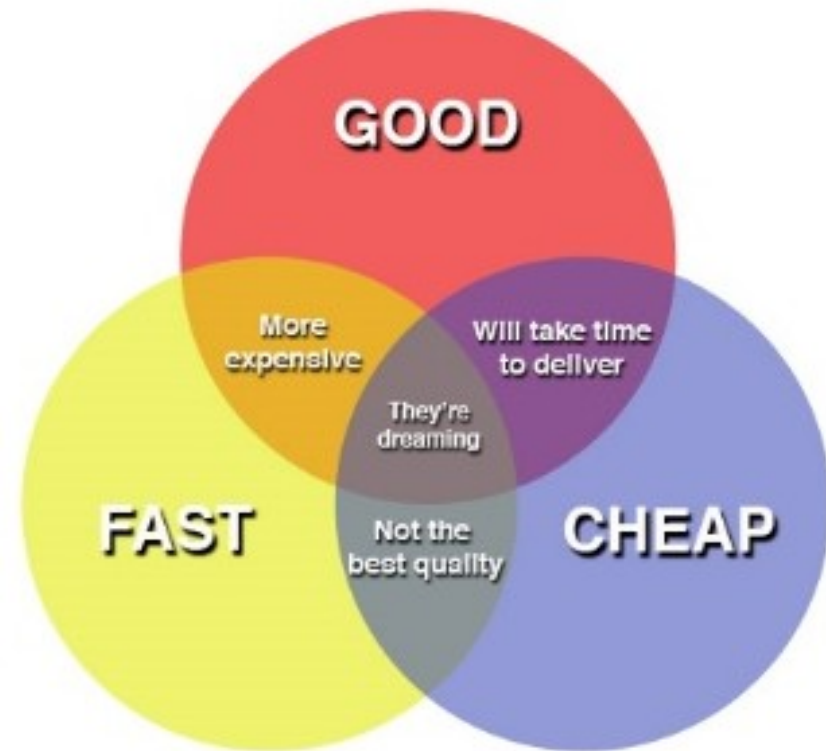 GOOD
More
expensive
Will take time
to deliver
They're
dreaming
FAST
Not the
best quality
CHEAP